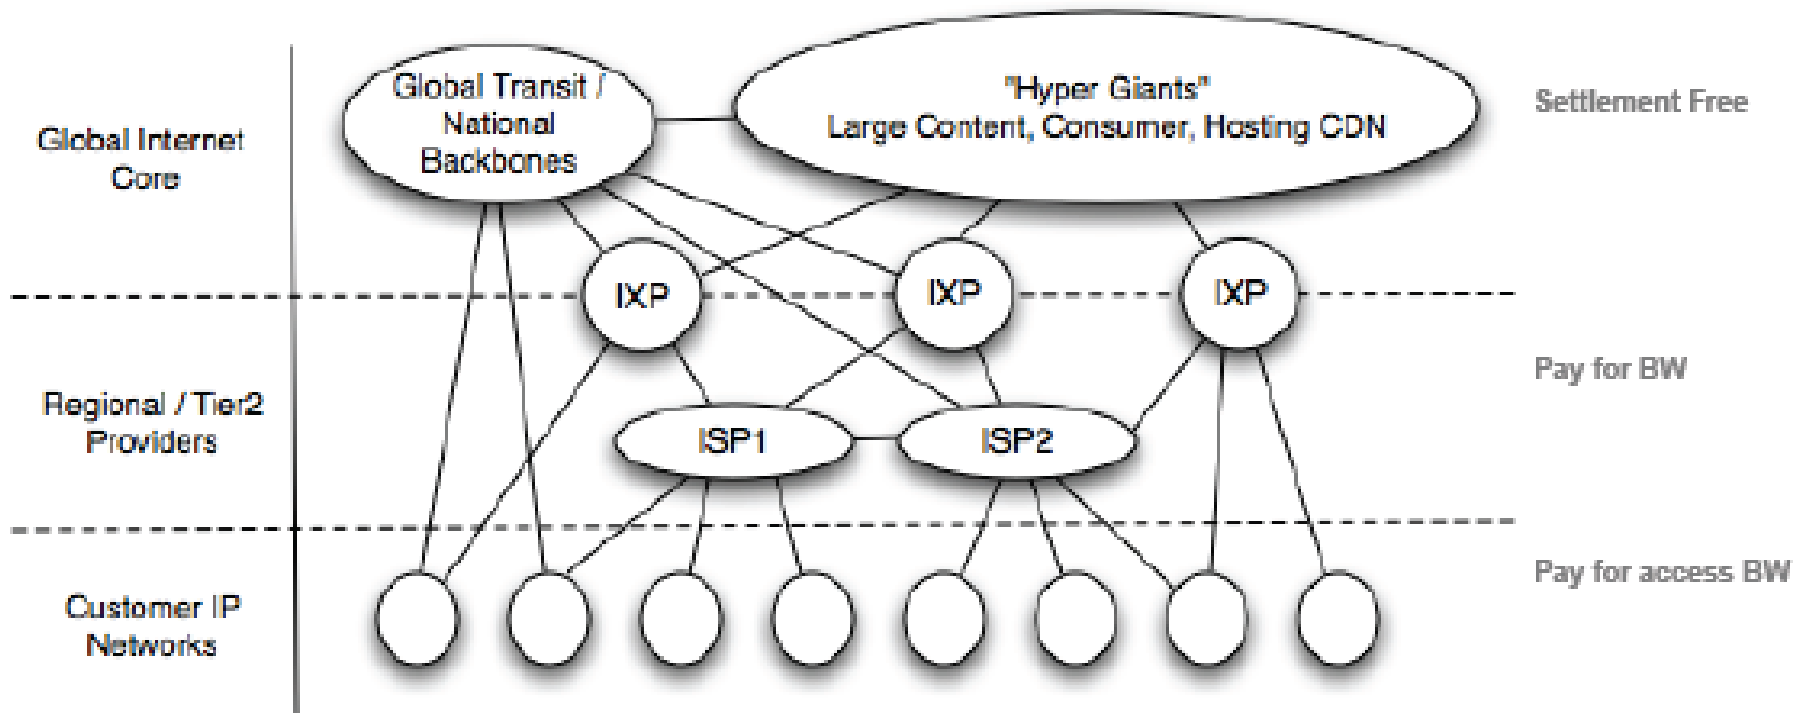 Global Internet
Core
Global Transit /
National
Backbones
"Hyper Giants"
Large Content, Consumer, Hosting CDN
Settlement Free
IXP
IXP
IXP
Regional / Tier2
Providers
ISP1
ISP2
Pay for BW
Customer IP
Networks
Pay for access BW